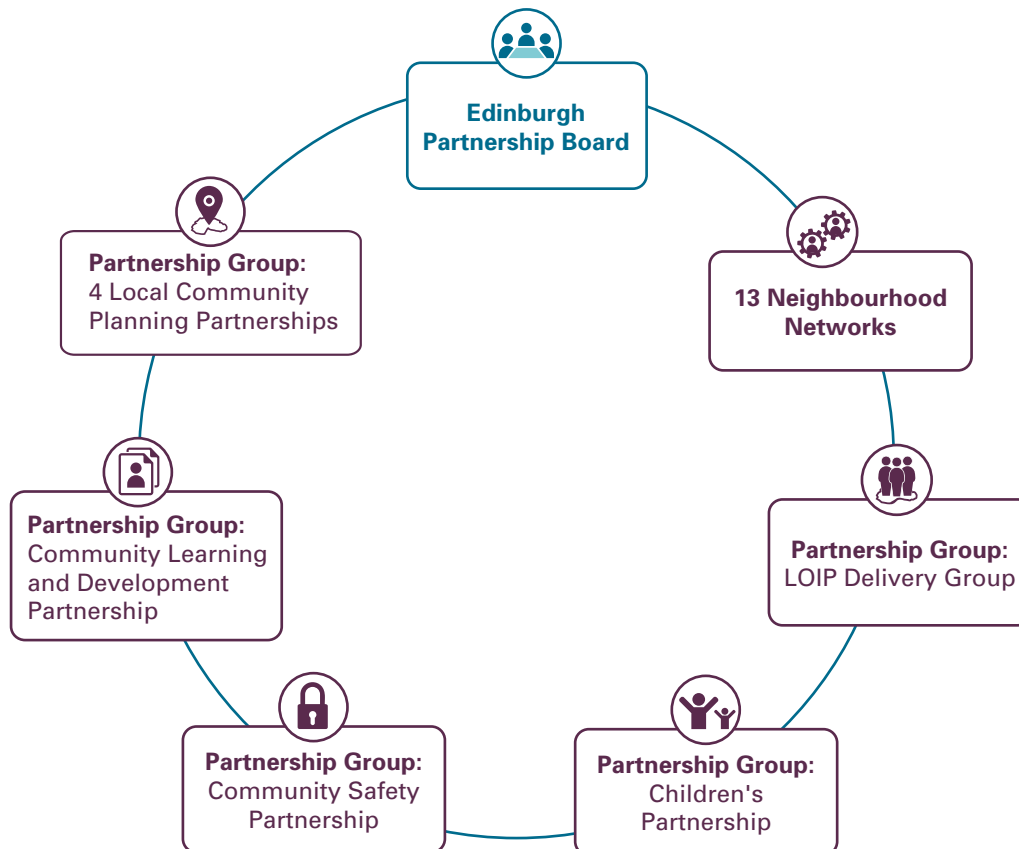 Edinburgh
Partnership Board
Partnership Group:
4 Local Community
Planning Partnerships
13 Neighbourhood
Networks
Partnership Group:
Community Learning
and Development
Partnership
Partnership Group:
LOIP Delivery Group
Partnership Group:
Community Safety
Partnership
Partnership Group:
Children's
Partnership